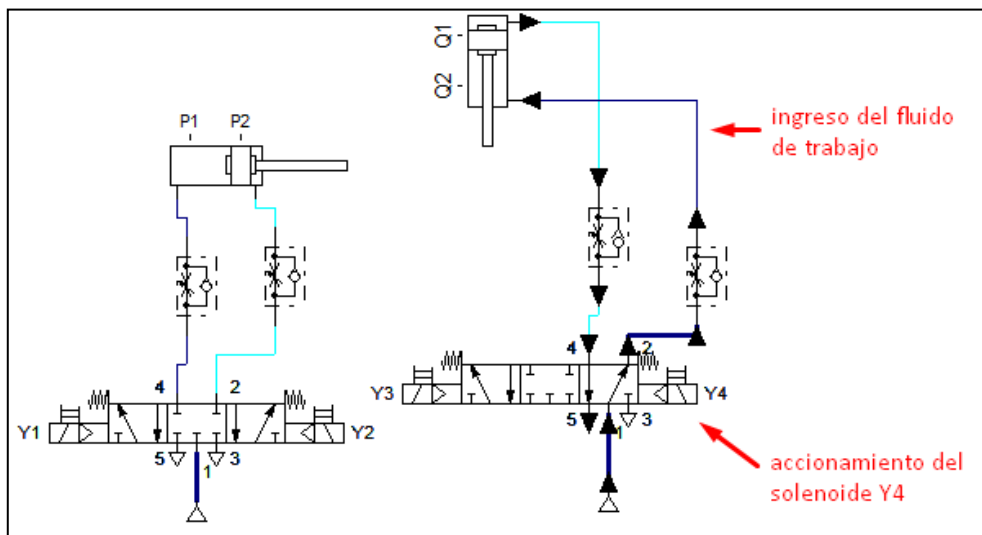 P1 P2
4 2
Y1 Y2
5 1 3
Q1
Q2
ingreso del fluido
de trabajo
4 2
Y3 Y4
5 1 3
accionamiento del
solenoide Y4